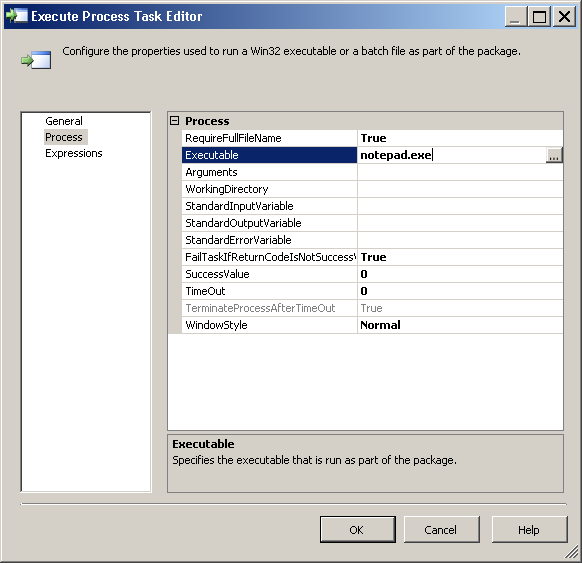 Execute Process Task Editor
Configure the properties used to run a Win32 executable or a batch file as part of the package.
General
Process
Expressions
Process
RequireFullFileName True
Executable notepad.exe ...
Arguments
WorkingDirectory
StandardInputVariable
StandardOutputVariable
StandardErrorVariable
FailTaskIfReturnCodeIsNotSuccessV True
SuccessValue 0
TimeOut 0
TerminateProcessAfterTimeOut True
WindowStyle Normal
Executable
Specifies the executable that is run as part of the package.
OK Cancel Help